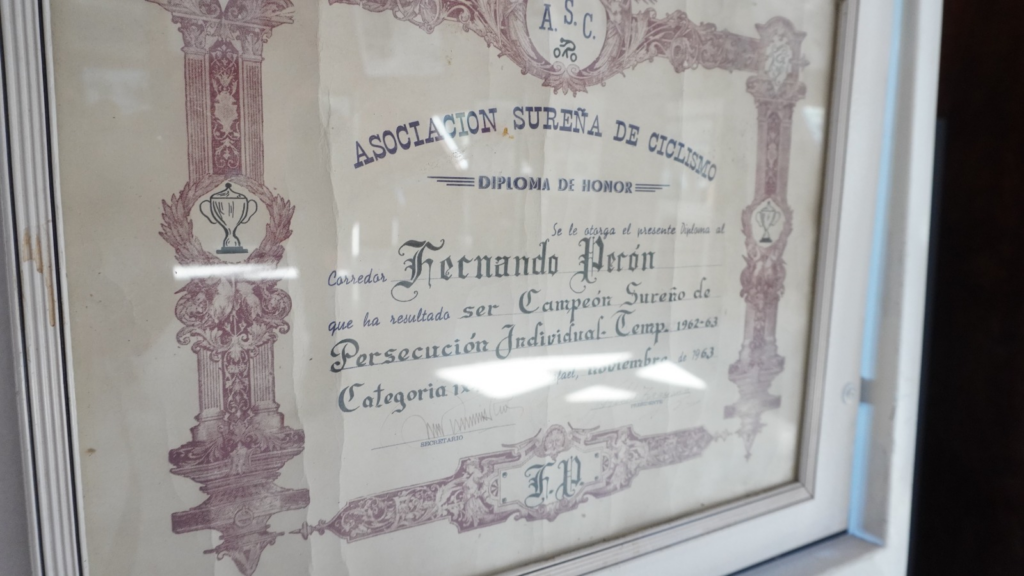 A. S. C.
ASOCIACION SUREÑA DE CICLISMO
DIPLOMA DE HONOR
Se le otorga el presente Diploma al
Corredor Fernando Perón
que ha resultado ser Campeón Sureño de
Persecución Individual- Temp. 1962-63
Categoria noviembre de 1963
SECRETARIO
F.P.